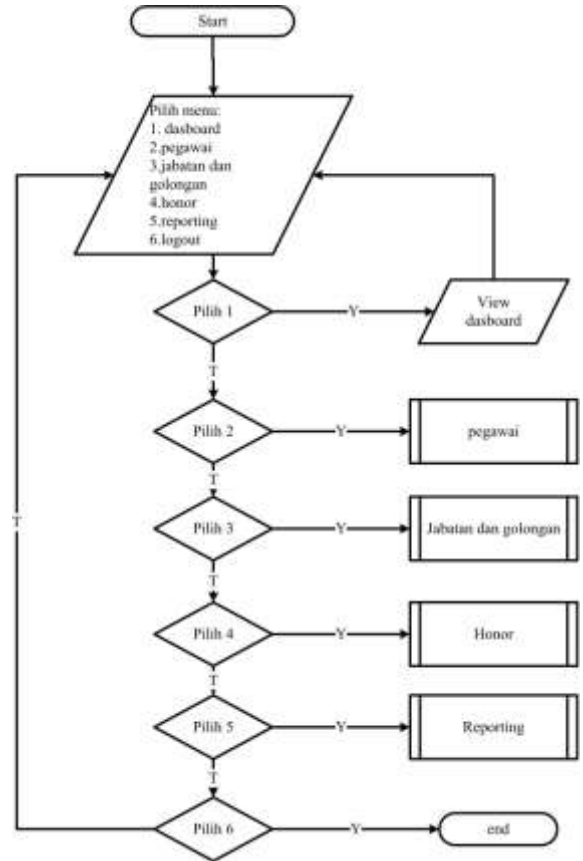 Start
Pilih menu:
1. dasboard
2.pegawai
3.jabatan dan
golongan
4.honor
5.reporting
6.logout
Pilih 1
Y
View
dasboard
T
Pilih 2
Y
pegawai
T
Pilih 3
Y
Jabatan dan golongan
T
T
Pilih 4
Y
Honor
T
Pilih 5
Y
Reporting
T
Pilih 6
Y
end